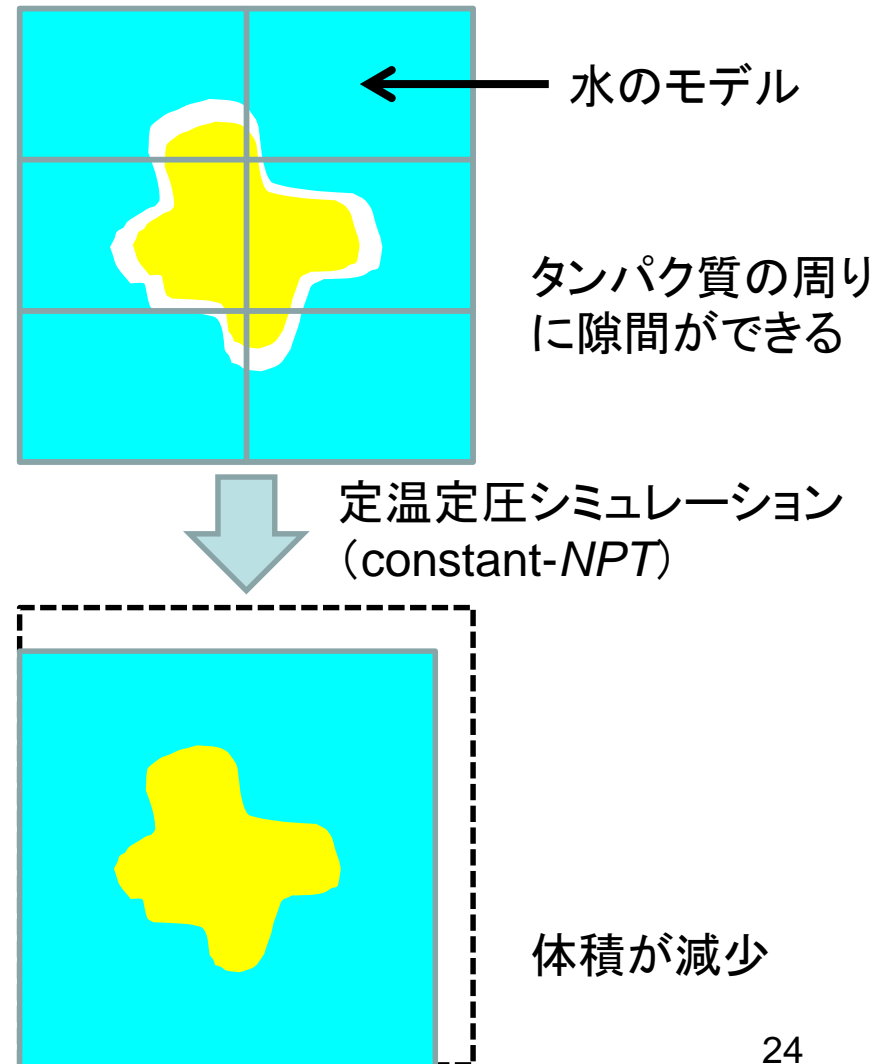 水のモデル
タンパク質の周り
に隙間ができる
定温定圧シミュレーション
（constant-NPT）
体積が減少
24